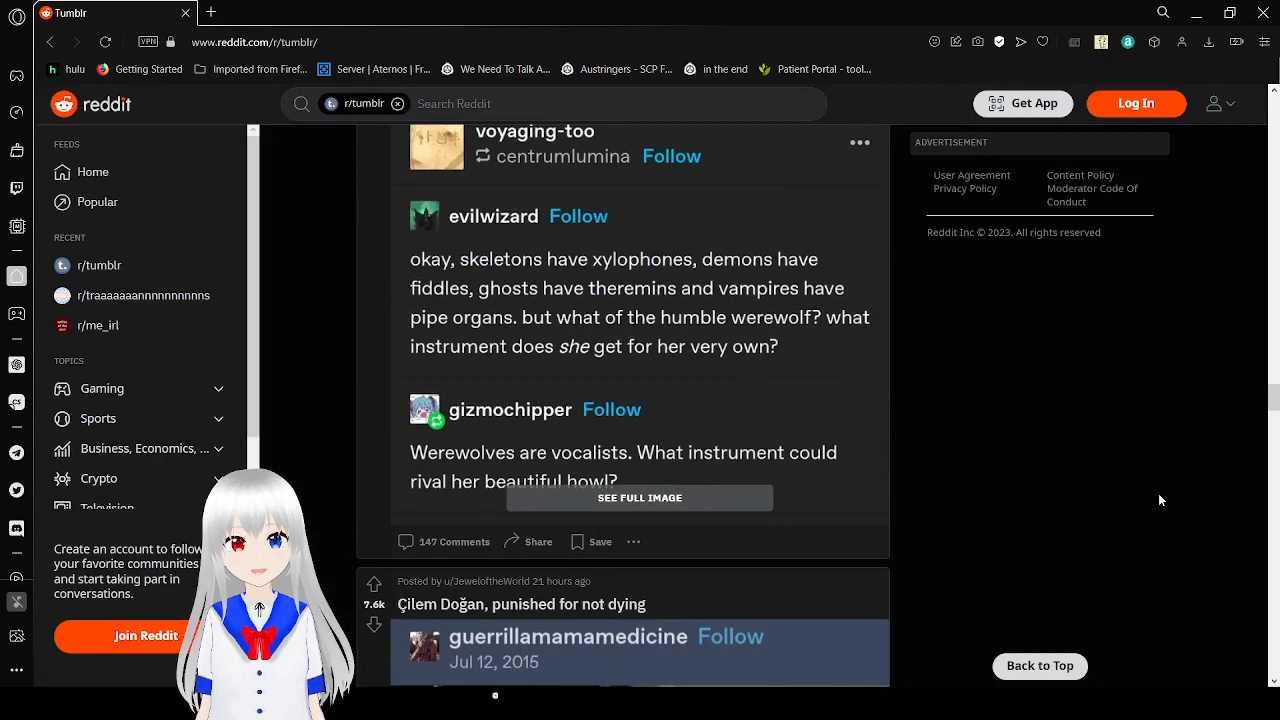 Tumblr
VPN
www.reddit.com/r/tumblr/
hulu
Getting Started
Imported from Firef...
Server | Aternos | Fr...
We Need To Talk A...
Austringers - SCP F...
in the end
Patient Portal - tool...
reddit
r/tumblr
Search Reddit
Get App
Log In
FEEDS
Home
Popular
RECENT
r/tumblr
r/traaaaaaannnnnnnnnns
r/me_irl
TOPICS
Gaming
Sports
Business, Economics, ...
Crypto
Television
Create an account to follow
your favorite communities
and start taking part in
conversations.
Join Reddit
voyaging-too
centrumlumina Follow
evilwizard Follow
okay, skeletons have xylophones, demons have
fiddles, ghosts have theremins and vampires have
pipe organs. but what of the humble werewolf? what
instrument does she get for her very own?
gizmochipper Follow
Werewolves are vocalists. What instrument could
rival her beautiful howl?
SEE FULL IMAGE
147 Comments
Share
Save
Posted by u/JeweloftheWorld 21 hours ago
7.6k
Çilem Doğan, punished for not dying
guerrillamamamedicine Follow
Jul 12, 2015
ADVERTISEMENT
User Agreement
Privacy Policy
Content Policy
Moderator Code Of
Conduct
Reddit Inc © 2023. All rights reserved
Back to Top